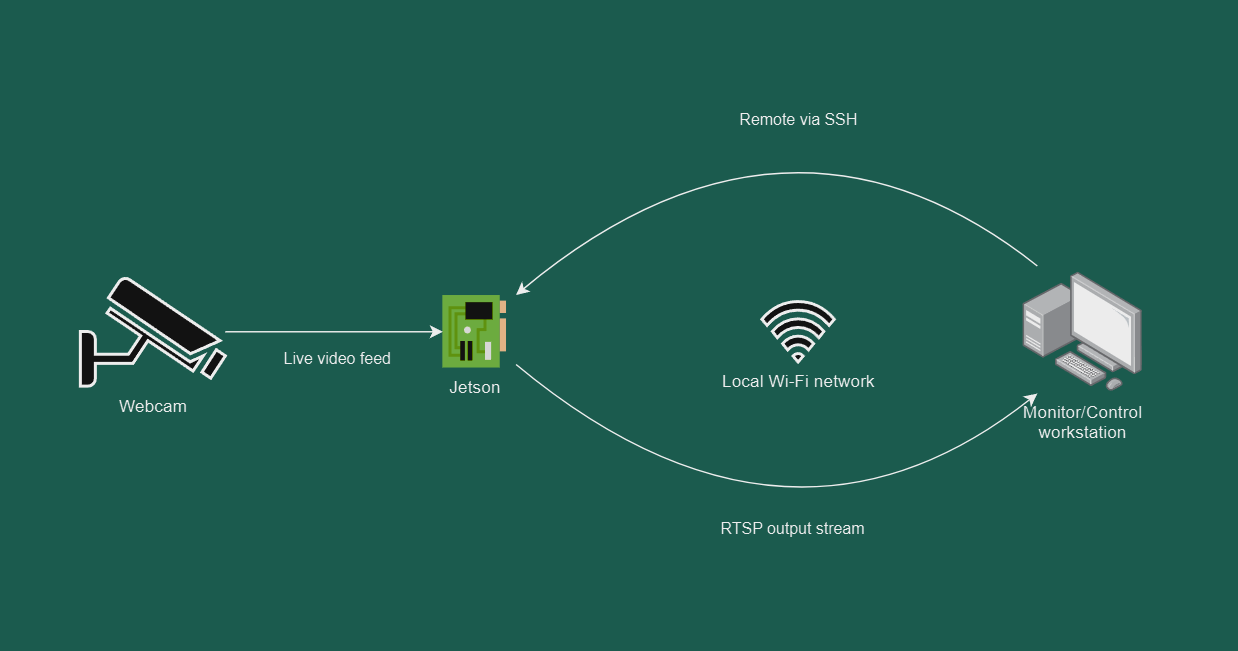 Remote via SSH
Live video feed
Webcam
Jetson
Local Wi-Fi network
Monitor/Control
workstation
RTSP output stream